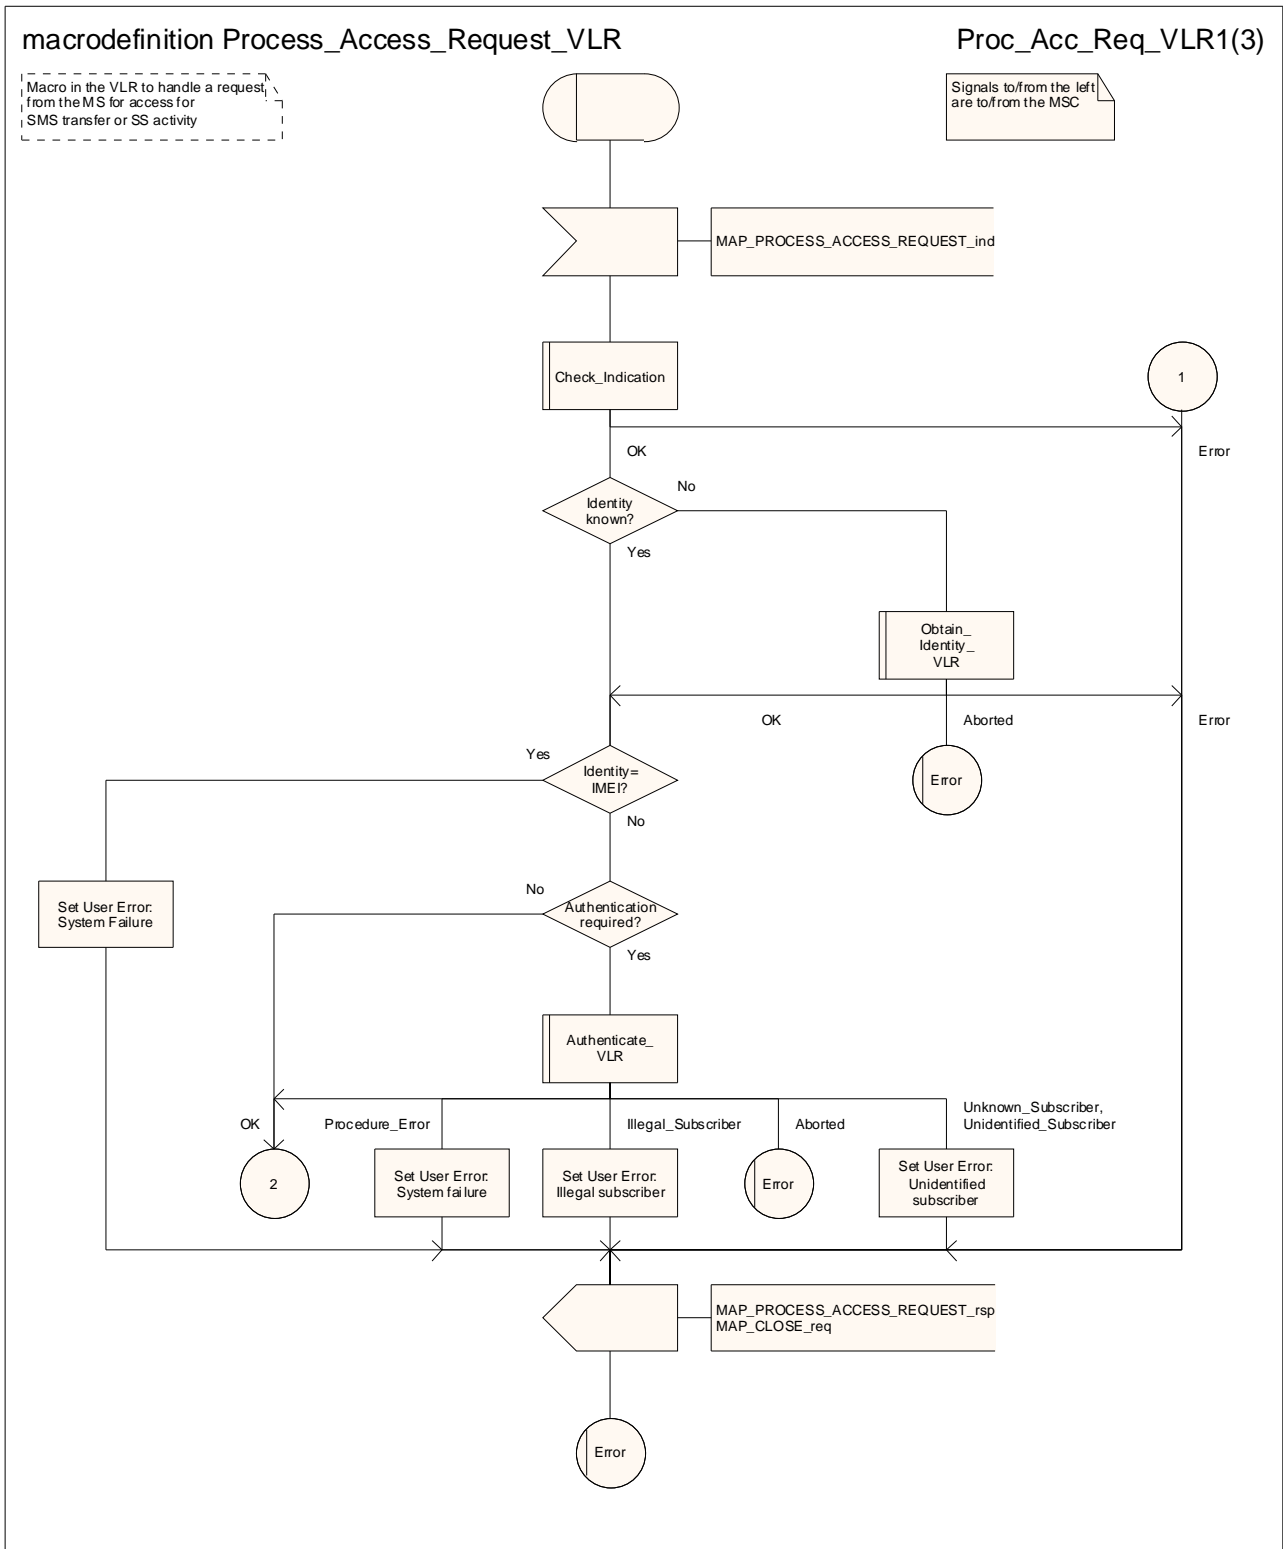 macrodefinition Process_Access_Request_VLR
Proc_Acc_Req_VLR1(3)
Macro in the VLR to handle a request
from the MS for access for
SMS transfer or SS activity
Signals to/from the left
are to/from the MSC
MAP_PROCESS_ACCESS_REQUEST_ind
Check_Indication
1
OK
Error
Identity
known?
No
Yes
Obtain_
Identity_
VLR
OK
Aborted
Error
Yes
Identity=
IMEI?
Error
No
Set User Error:
System Failure
No
Authentication
required?
Yes
Authenticate_
VLR
OK
Procedure_Error
Illegal_Subscriber
Aborted
Unknown_Subscriber,
Unidentified_Subscriber
2
Set User Error:
System failure
Set User Error:
Illegal subscriber
Error
Set User Error:
Unidentified
subscriber
MAP_PROCESS_ACCESS_REQUEST_rsp
MAP_CLOSE_req
Error